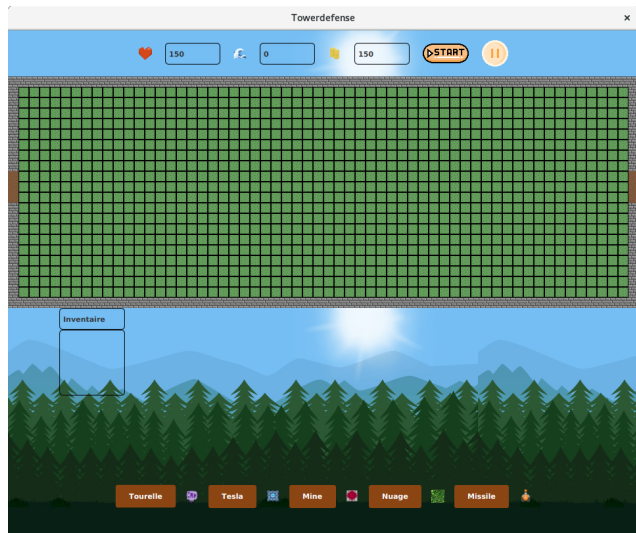 Towerdefense
150
0
150
START
Inventaire
Tourelle
Tesla
Mine
Nuage
Missile